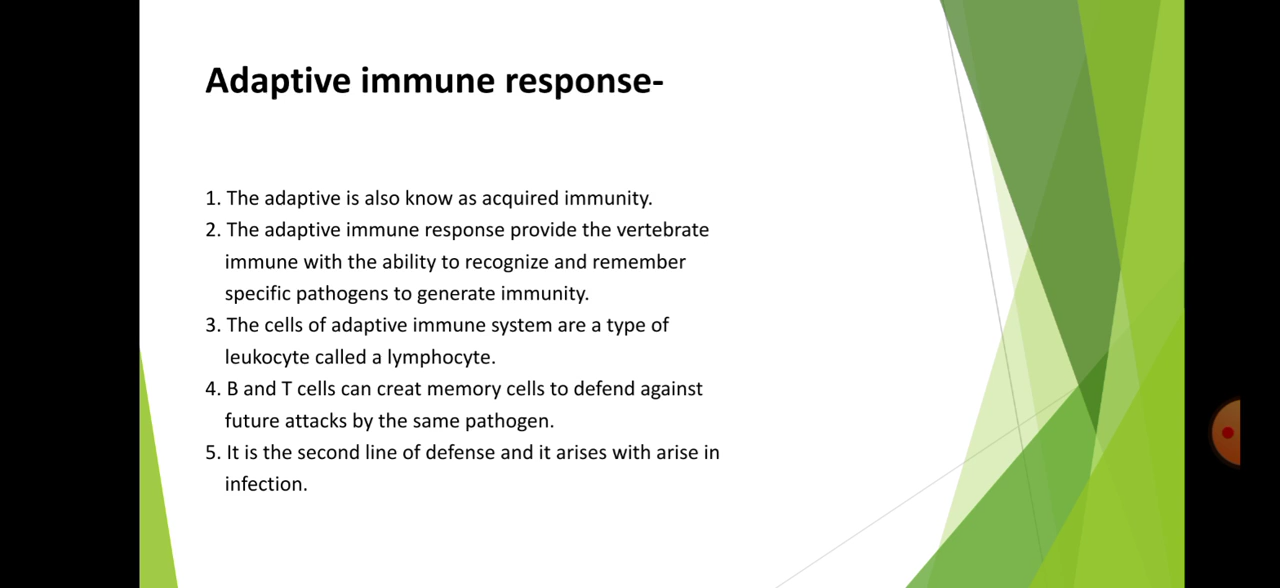 Adaptive immune response-
1. The adaptive is also know as acquired immunity.
2. The adaptive immune response provide the vertebrate
immune with the ability to recognize and remember
specific pathogens to generate immunity.
3. The cells of adaptive immune system are a type of
leukocyte called a lymphocyte.
4. B and T cells can creat memory cells to defend against
future attacks by the same pathogen.
5. It is the second line of defense and it arises with arise in
infection.